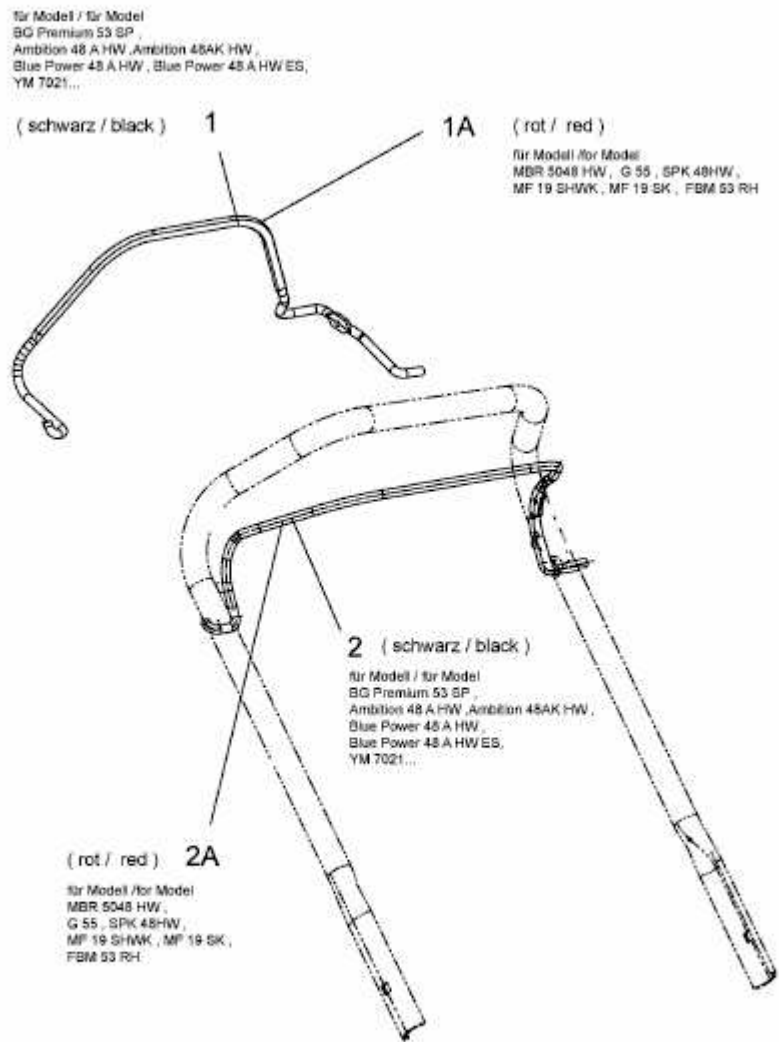 für Modell / für Model
BG Premium 53 SP ,
Ambition 48 A HW ,Ambition 48AK HW ,
Blue Power 48 A HW , Blue Power 48 A HW ES,
YM 7021...
( schwarz / black ) 1
1A ( rot / red )
für Modell /for Model
MBR 5048 HW , G 55 , SPK 48HW ,
MF 19 SHWK , MF 19 SK , FBM 53 RH
2 ( schwarz / black )
für Modell / für Model
BG Premium 53 SP ,
Ambition 48 A HW ,Ambition 48AK HW ,
Blue Power 48 A HW ,
Blue Power 48 A HW ES,
YM 7021...
( rot / red ) 2A
für Modell /for Model
MBR 5048 HW ,
G 55 , SPK 48HW ,
MF 19 SHWK , MF 19 SK ,
FBM 53 RH